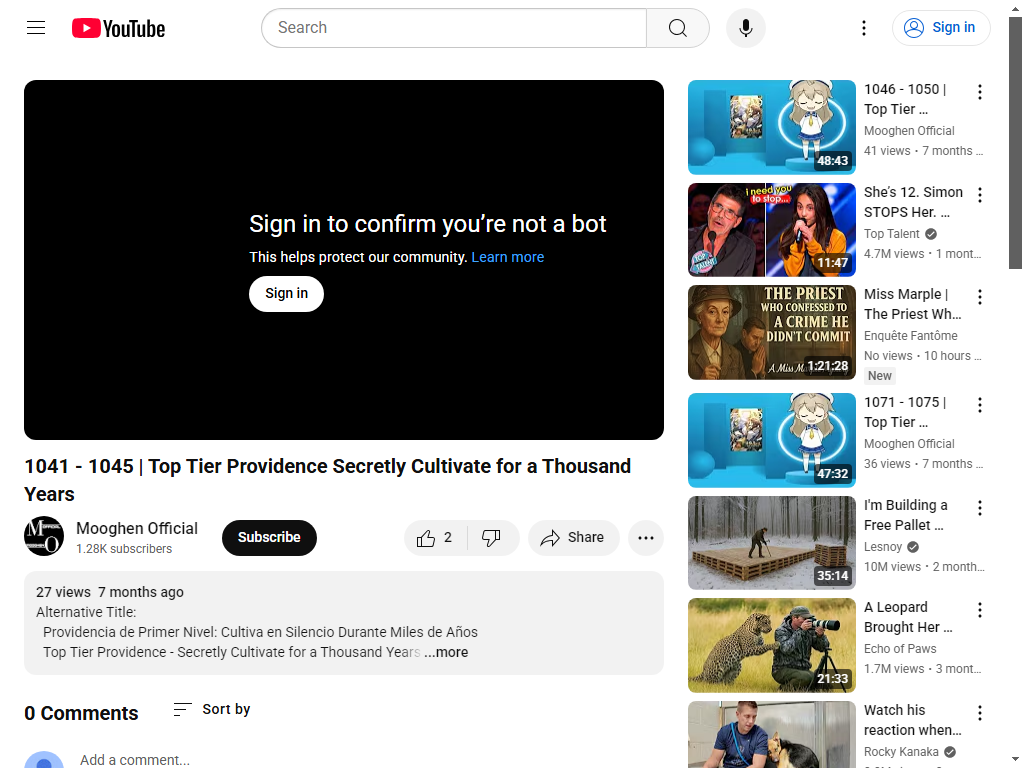 YouTube
Search
Sign in
Sign in to confirm you’re not a bot
This helps protect our community. Learn more
Sign in
1041 - 1045 | Top Tier Providence Secretly Cultivate for a Thousand
Years
Mooghen Official
1.28K subscribers
Subscribe
2
Share
27 views 7 months ago
Alternative Title:
Providencia de Primer Nivel: Cultiva en Silencio Durante Miles de Años
Top Tier Providence - Secretly Cultivate for a Thousand Years ...more
0 Comments
Sort by
Add a comment...
48:43
1046 - 1050 |
Top Tier ...
Mooghen Official
41 views • 7 months ...
i need you
to stop...
TOP
TALENT
11:47
She's 12. Simon
STOPS Her. ...
Top Talent
4.7M views • 1 mont...
THE PRIEST
WHO CONFESSED TO
A CRIME HE
DIDN'T COMMIT
1:21:28
Miss Marple |
The Priest Wh...
Enquête Fantôme
No views • 10 hours ...
New
47:32
1071 - 1075 |
Top Tier ...
Mooghen Official
36 views • 7 months ...
35:14
I'm Building a
Free Pallet ...
Lesnoy
10M views • 2 month...
21:33
A Leopard
Brought Her ...
Echo of Paws
1.7M views • 3 mont...
Watch his
reaction when...
Rocky Kanaka